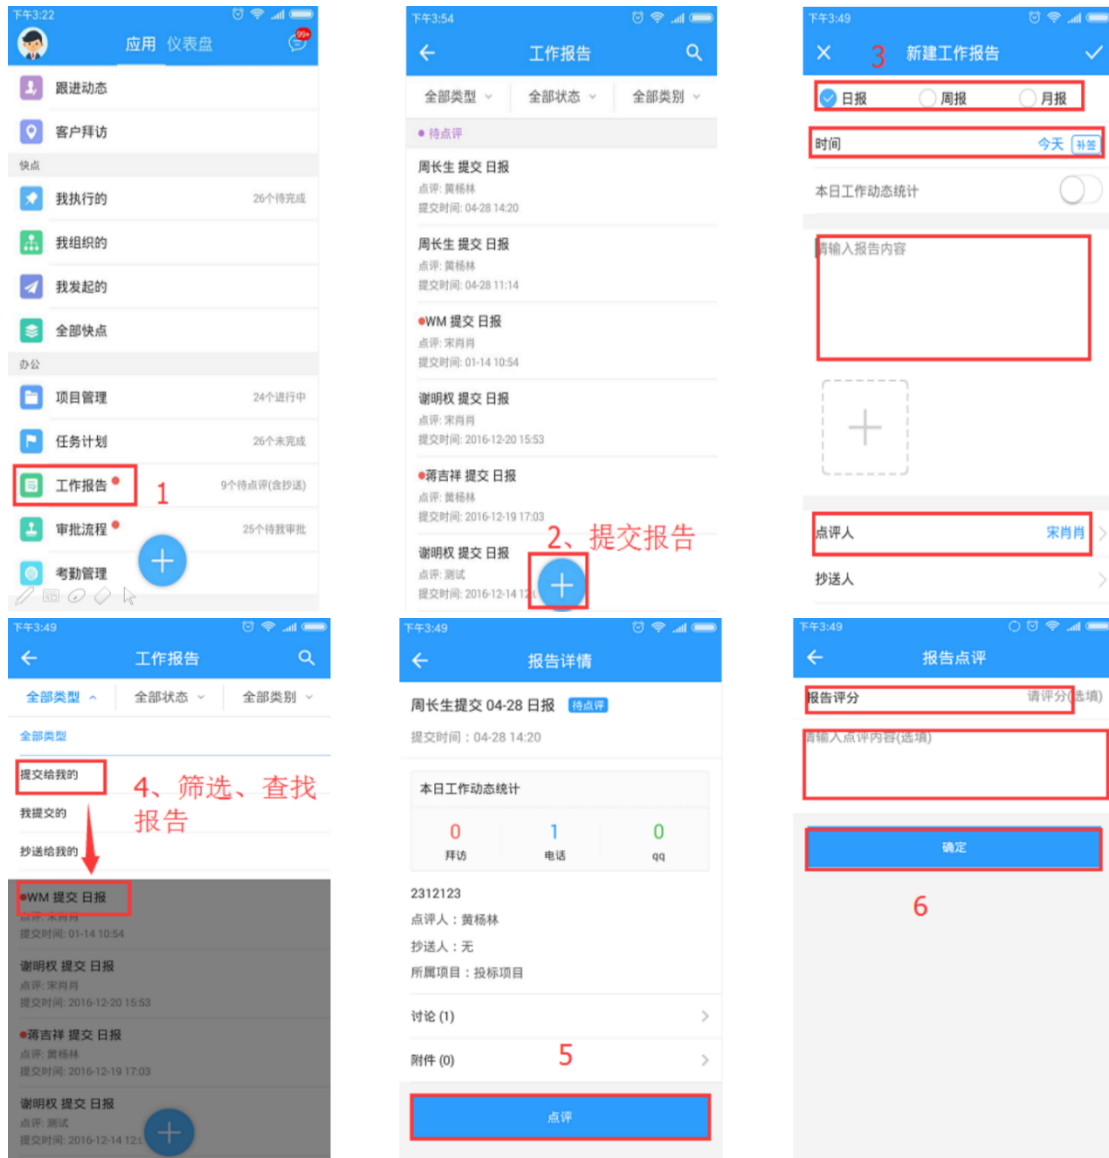 下午3:22
应用 仪表盘
99+
跟进动态
客户拜访
快点
我执行的 26个待完成
我组织的
我发起的
全部快点
办公
项目管理 24个进行中
任务计划 26个未完成
工作报告 1 9个待点评(含抄送)
审批流程 25个待我审批
考勤管理
下午3:54
工作报告
全部类型 全部状态 全部类别
待点评
周长生 提交 日报
点评: 黄杨林
提交时间: 04-28 14:20
周长生 提交 日报
点评: 黄杨林
提交时间: 04-28 11:14
WM 提交 日报
点评: 宋肖肖
提交时间: 01-14 10:54
谢明权 提交 日报
点评: 宋肖肖
提交时间: 2016-12-20 15:53
蒋吉祥 提交 日报
点评: 黄杨林
提交时间: 2016-12-19 17:03
2、提交报告
谢明权 提交 日报
点评: 测试
提交时间: 2016-12-14 12:
下午3:49
3 新建工作报告
日报 周报 月报
时间 今天 补签
本日工作动态统计
请输入报告内容
点评人 宋肖肖
抄送人
下午3:49
工作报告
全部类型 全部状态 全部类别
全部类型
提交给我的
我提交的
抄送给我的
4、筛选、查找
报告
WM 提交 日报
点评: 宋肖肖
提交时间: 01-14 10:54
谢明权 提交 日报
点评: 宋肖肖
提交时间: 2016-12-20 15:53
蒋吉祥 提交 日报
点评: 黄杨林
提交时间: 2016-12-19 17:03
谢明权 提交 日报
点评: 测试
提交时间: 2016-12-14 12:
下午3:49
报告详情
周长生提交 04-28 日报 待点评
提交时间：04-28 14:20
本日工作动态统计
0 1 0
拜访 电话 qq
2312123
点评人：黄杨林
抄送人：无
所属项目：投标项目
讨论 (1)
附件 (0)
5
点评
下午3:49
报告点评
报告评分 请评分(选填)
请输入点评内容(选填)
确定
6